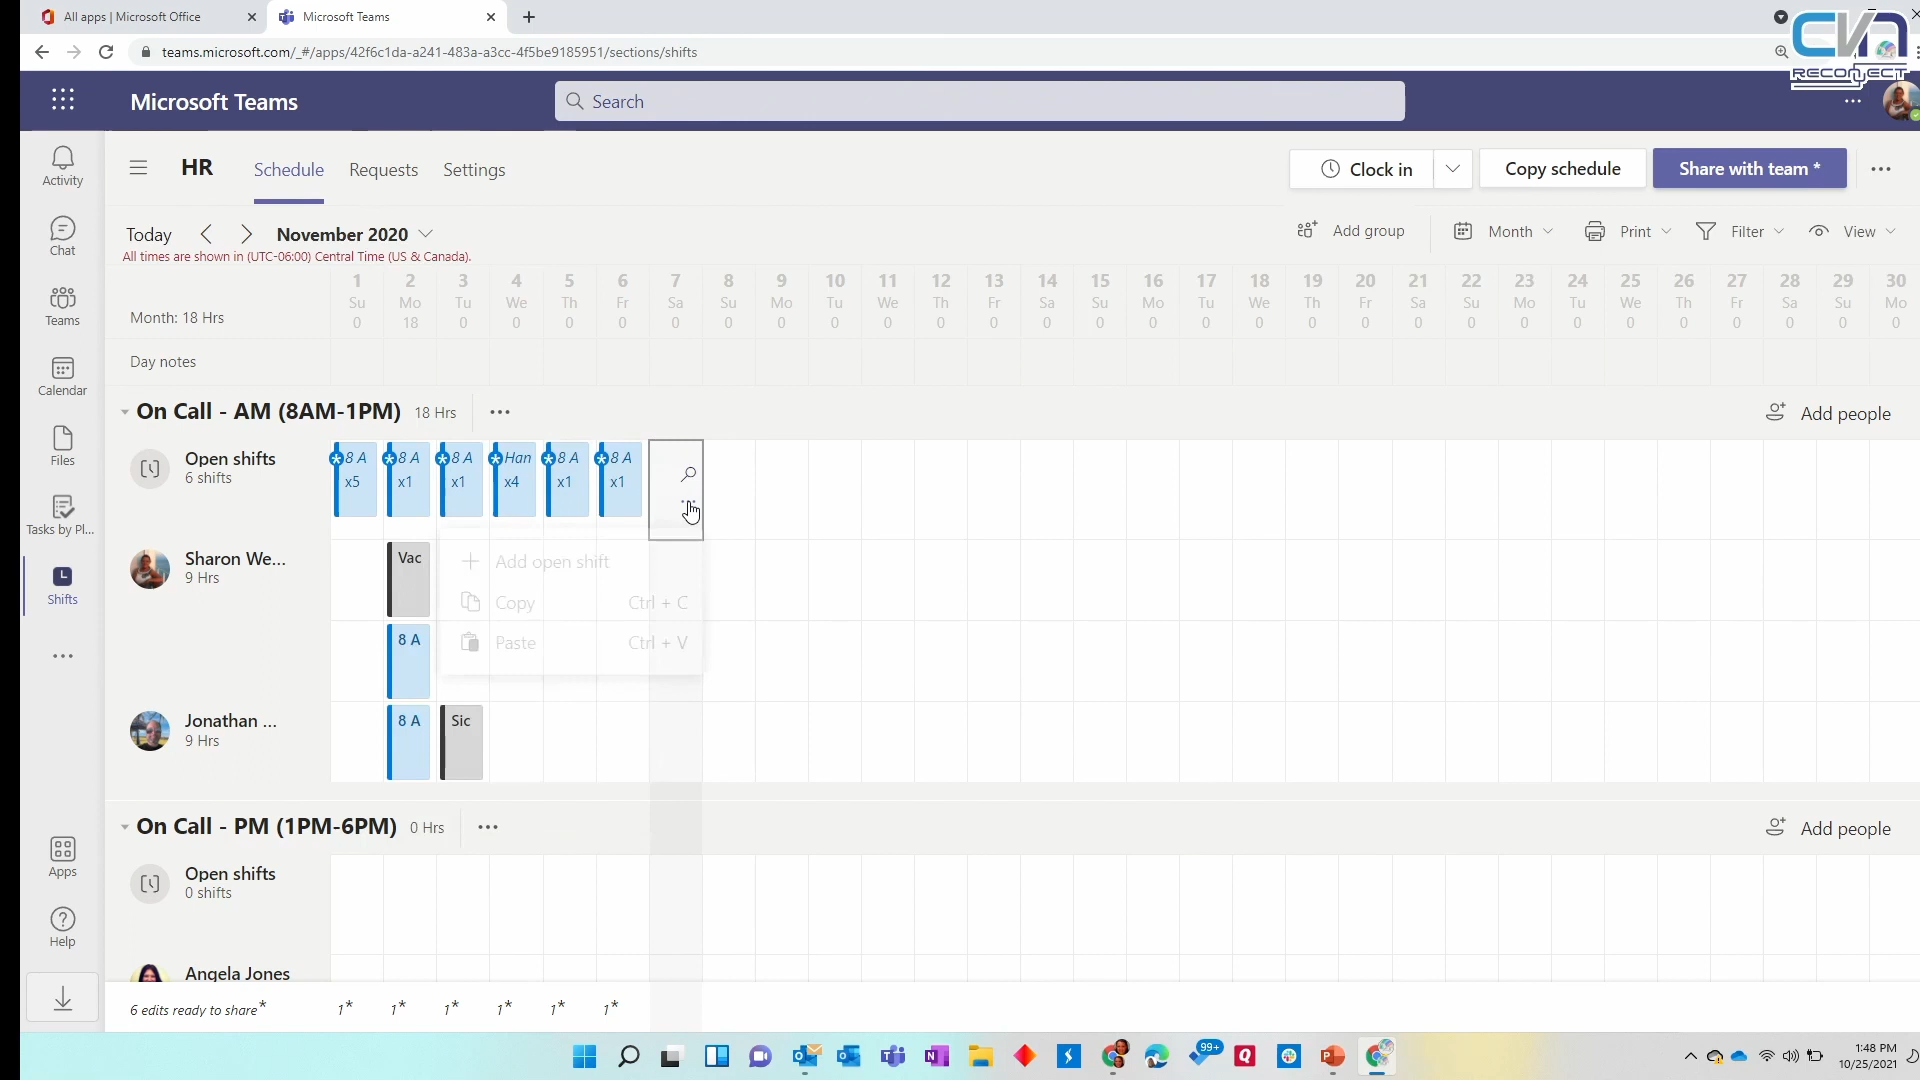 All apps | Microsoft Office
Microsoft Teams
teams.microsoft.com/_#/apps/42f6c1da-a241-483a-a3cc-4f5be9185951/sections/shifts
CVN
RECONJECT
Microsoft Teams
Search
HR
Schedule Requests Settings
Clock in
Copy schedule
Share with team *
Today
November 2020
All times are shown in (UTC-06:00) Central Time (US & Canada).
Add group
Month
Print
Filter
View
1 2 3 4 5 6 7 8 9 10 11 12 13 14 15 16 17 18 19 20 21 22 23 24 25 26 27 28 29 30
Su Mo Tu We Th Fr Sa Su Mo Tu We Th Fr Sa Su Mo Tu We Th Fr Sa Su Mo Tu We Th Fr Sa Su Mo
Month: 18 Hrs
0 18 0 0 0 0 0 0 0 0 0 0 0 0 0 0 0 0 0 0 0 0 0 0 0 0 0 0 0 0
Day notes
On Call - AM (8AM-1PM) 18 Hrs
Add people
Open shifts
6 shifts
8 A 8 A 8 A Han 8 A 8 A
x5 x1 x1 x4 x1 x1
Add open shift
Copy Ctrl + C
Paste Ctrl + V
Sharon We...
9 Hrs
Vac
8 A
Jonathan ...
9 Hrs
8 A
Sic
On Call - PM (1PM-6PM) 0 Hrs
Add people
Open shifts
0 shifts
Angela Jones
6 edits ready to share*
1* 1* 1* 1* 1* 1*
Activity
Chat
Teams
Calendar
Files
Tasks by Pl...
Shifts
Apps
Help
99+
1:48 PM
10/25/2021